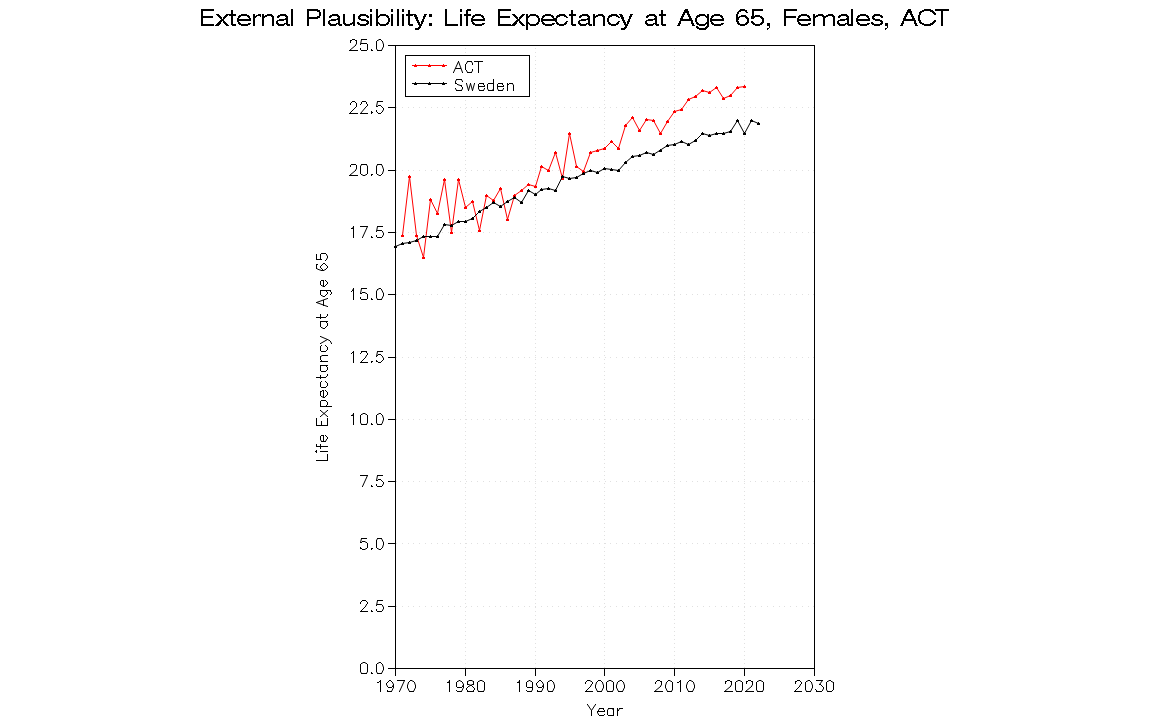 External Plausibility: Life Expectancy at Age 65, Females, ACT
25.0
22.5
20.0
17.5
15.0
12.5
10.0
7.5
5.0
2.5
0.0
Life Expectancy at Age 65
ACT
Sweden
1970 1980 1990 2000 2010 2020 2030
Year